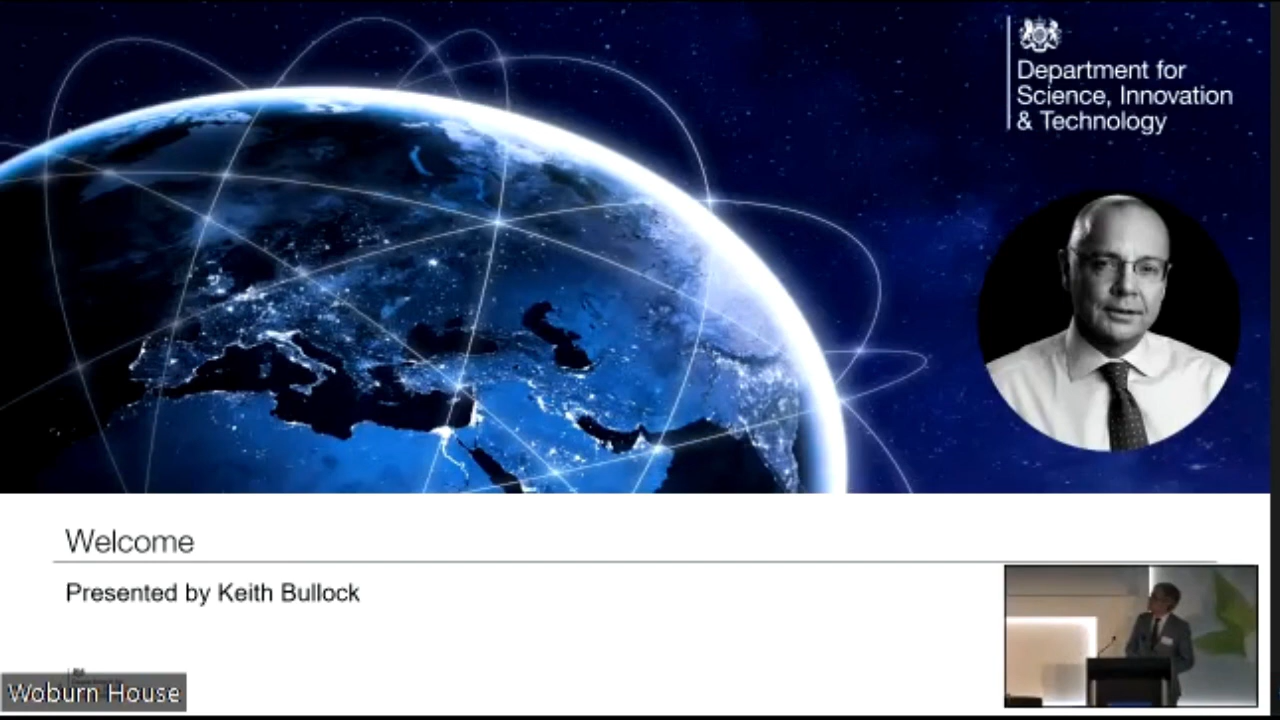 Department for
Science, Innovation
& Technology
Welcome
Presented by Keith Bullock
Woburn House